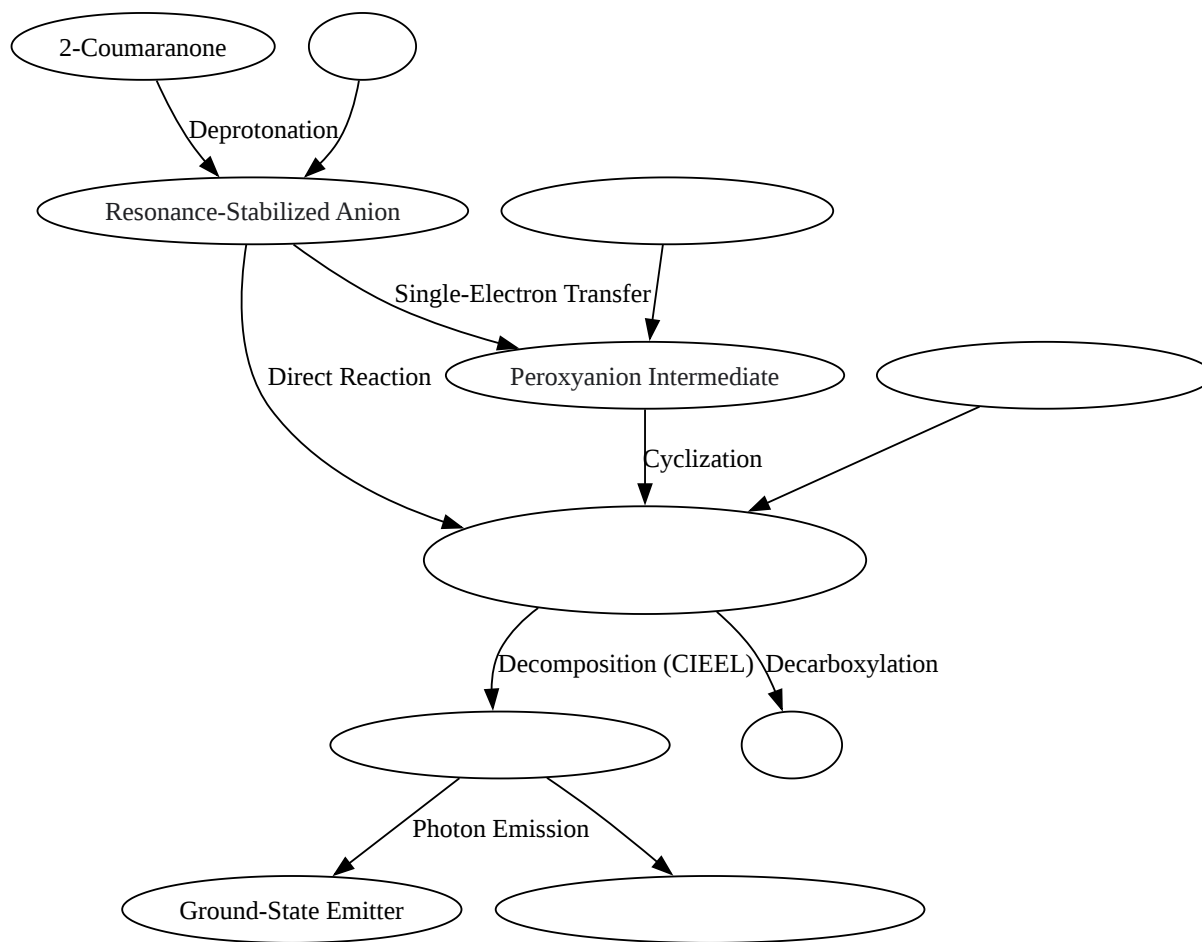 2-Coumaranone
Deprotonation
Resonance-Stabilized Anion
Single-Electron Transfer
Direct Reaction
Peroxyanion Intermediate
Cyclization
Decomposition (CIEEL)
Decarboxylation
Photon Emission
Ground-State Emitter